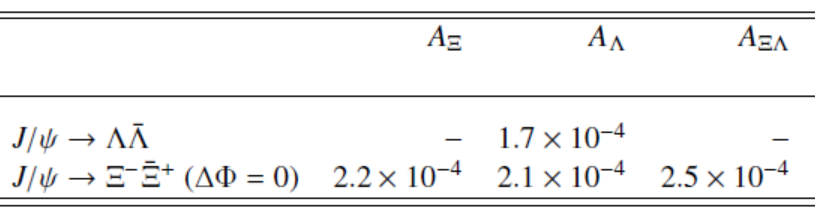 A_Ξ A_Λ A_ΞΛ
J/ψ → ΛΛ̄ – 1.7 × 10⁻⁴ –
J/ψ → Ξ⁻Ξ̄⁺ (ΔΦ = 0) 2.2 × 10⁻⁴ 2.1 × 10⁻⁴ 2.5 × 10⁻⁴